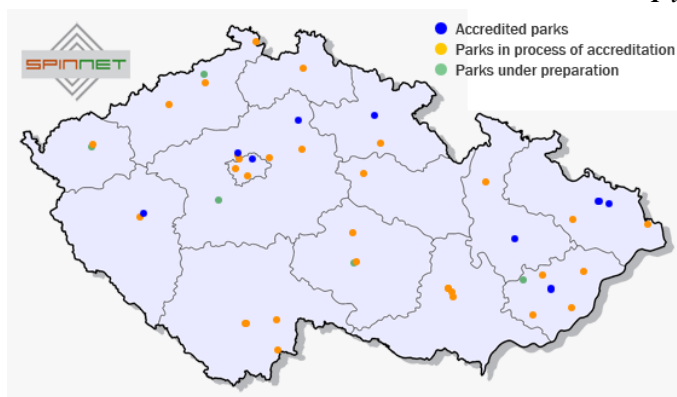 SPINNET
Accredited parks
Parks in process of accreditation
Parks under preparation